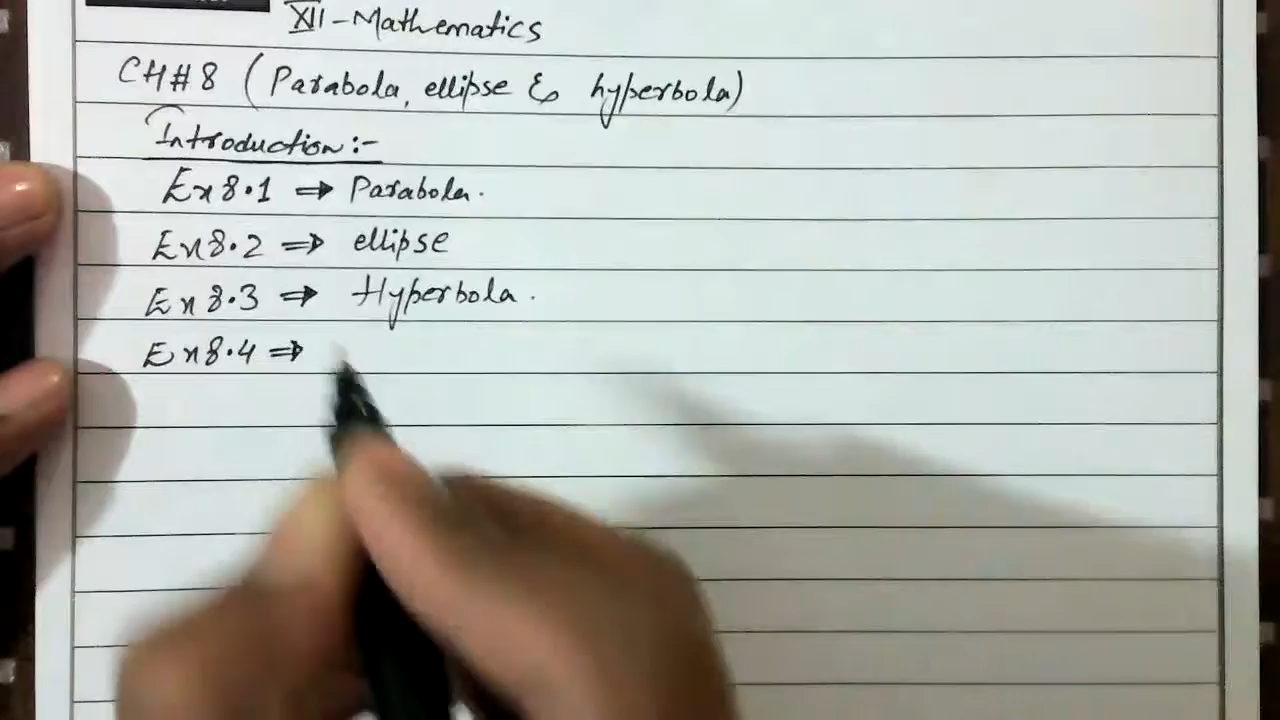 XII - Mathematics
CH#8 (Parabola, ellipse & hyperbola)
Introduction:-
Ex 8.1 ⇒ Parabola.
Ex 8.2 ⇒ ellipse
Ex 8.3 ⇒ Hyperbola.
Ex 8.4 ⇒